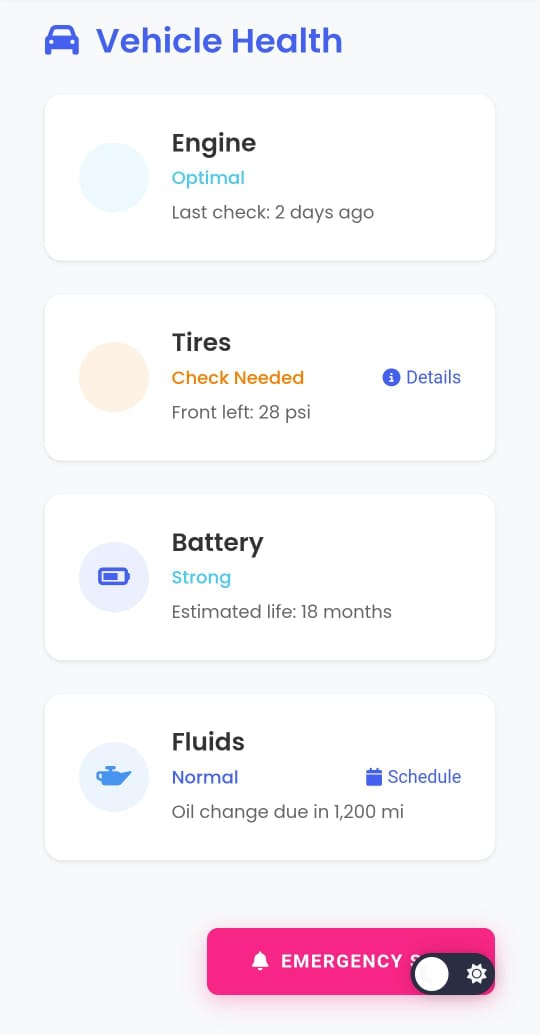 Vehicle Health
Engine
Optimal
Last check: 2 days ago
Tires
Check Needed
Details
Front left: 28 psi
Battery
Strong
Estimated life: 18 months
Fluids
Normal
Schedule
Oil change due in 1,200 mi
EMERGENCY